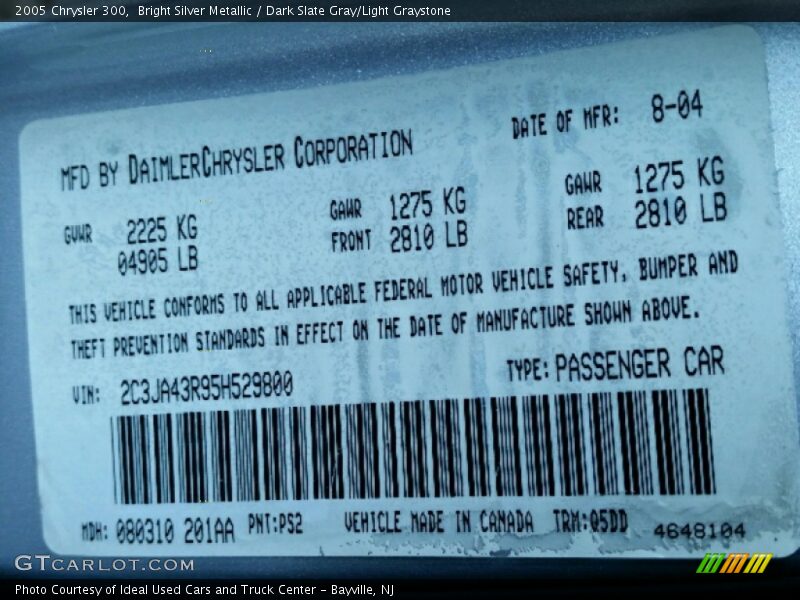 2005 Chrysler 300,  Bright Silver Metallic / Dark Slate Gray/Light Graystone
MFD BY DAIMLERCHRYSLER CORPORATION
DATE OF MFR: 8-04
GVWR 2225 KG
04905 LB
GAWR 1275 KG
FRONT 2810 LB
GAWR 1275 KG
REAR 2810 LB
THIS VEHICLE CONFORMS TO ALL APPLICABLE FEDERAL MOTOR VEHICLE SAFETY, BUMPER AND
THEFT PREVENTION STANDARDS IN EFFECT ON THE DATE OF MANUFACTURE SHOWN ABOVE.
VIN: 2C3JA43R95H529800
TYPE: PASSENGER CAR
MDH: 080310 201AA PNT:PS2 VEHICLE MADE IN CANADA TRM:Q5DD 4648104
GTCARLOT.COM
Photo Courtesy of Ideal Used Cars and Truck Center - Bayville, NJ